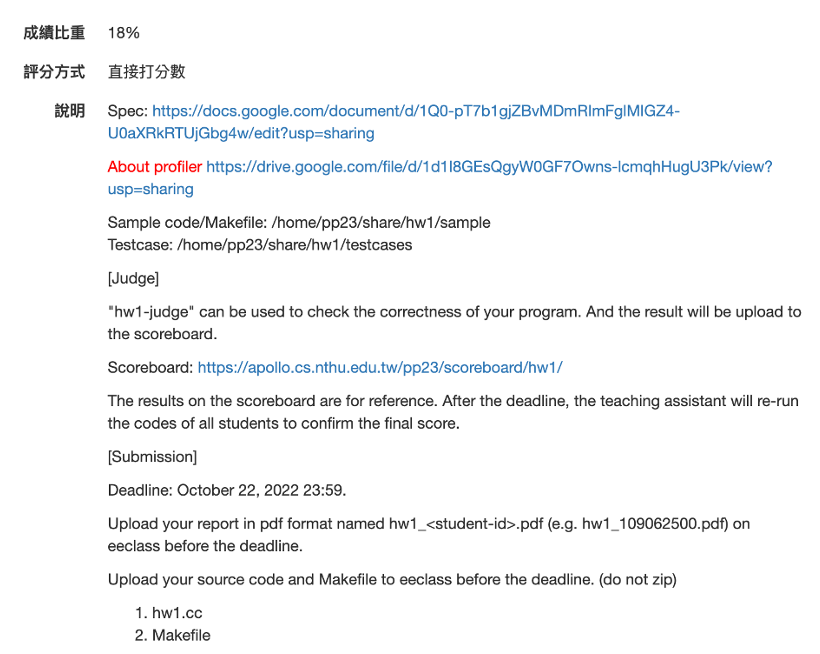 成績比重 18%
評分方式 直接打分數
說明 Spec: https://docs.google.com/document/d/1Q0-pT7b1gjZBvMDmRlmFglMIGZ4-
U0aXRkRTUjGbg4w/edit?usp=sharing
About profiler https://drive.google.com/file/d/1d1I8GEsQgyW0GF7Owns-lcmqhHugU3Pk/view?
usp=sharing
Sample code/Makefile: /home/pp23/share/hw1/sample
Testcase: /home/pp23/share/hw1/testcases
[Judge]
"hw1-judge" can be used to check the correctness of your program. And the result will be upload to
the scoreboard.
Scoreboard: https://apollo.cs.nthu.edu.tw/pp23/scoreboard/hw1/
The results on the scoreboard are for reference. After the deadline, the teaching assistant will re-run
the codes of all students to confirm the final score.
[Submission]
Deadline: October 22, 2022 23:59.
Upload your report in pdf format named hw1_<student-id>.pdf (e.g. hw1_109062500.pdf) on
eeclass before the deadline.
Upload your source code and Makefile to eeclass before the deadline. (do not zip)
1. hw1.cc
2. Makefile